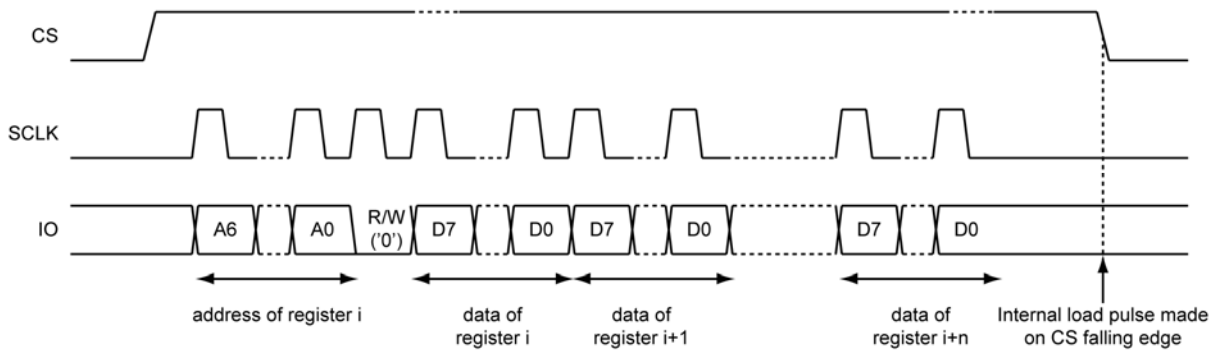 CS
SCLK
IO
A6
A0
R/W
('0')
D7
D0
D7
D0
D7
D0
address of register i
data of
register i
data of
register i+1
data of
register i+n
Internal load pulse made
on CS falling edge